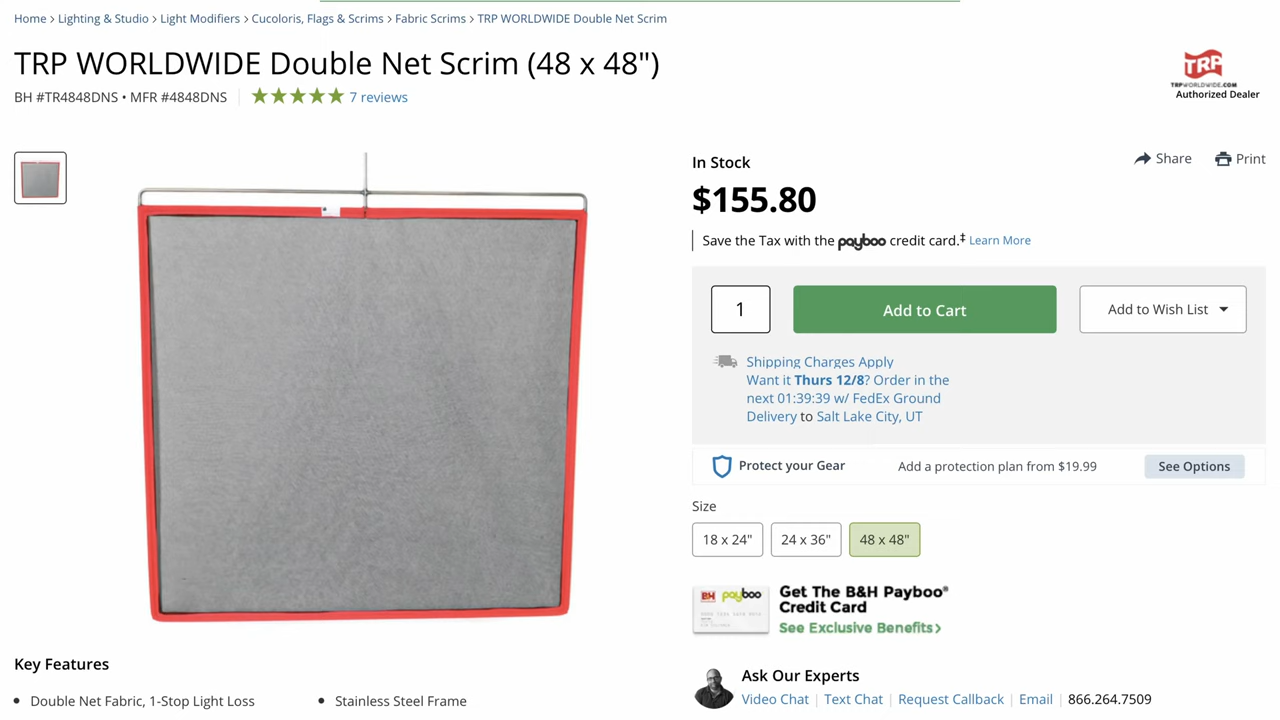 Home > Lighting & Studio > Light Modifiers > Cucoloris, Flags & Scrims > Fabric Scrims > TRP WORLDWIDE Double Net Scrim
TRP WORLDWIDE Double Net Scrim (48 x 48")
BH #TR4848DNS • MFR #4848DNS
7 reviews
TRP
TRPWORLDWIDE.COM
Authorized Dealer
In Stock
Share
Print
$155.80
Save the Tax with the payboo credit card.‡ Learn More
1
Add to Cart
Add to Wish List
Shipping Charges Apply
Want it Thurs 12/8? Order in the
next 01:39:39 w/ FedEx Ground
Delivery to Salt Lake City, UT
Protect your Gear
Add a protection plan from $19.99
See Options
Size
18 x 24"
24 x 36"
48 x 48"
BH payboo
Get The B&H Payboo®
Credit Card
See Exclusive Benefits>
Key Features
Ask Our Experts
• Double Net Fabric, 1-Stop Light Loss
• Stainless Steel Frame
Video Chat | Text Chat | Request Callback | Email | 866.264.7509